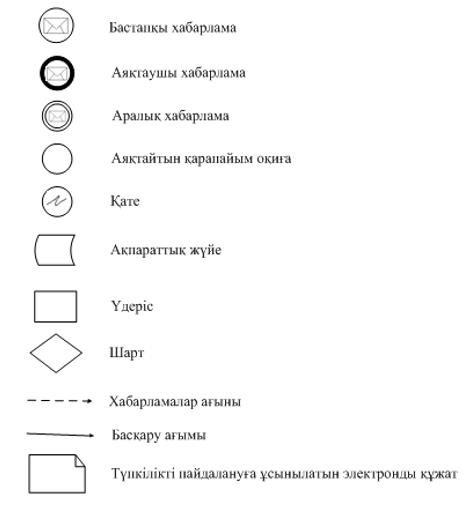 Бастапқы хабарлама
Аяқтаушы хабарлама
Аралық хабарлама
Аяқтайтын қарапайым оқиға
Қате
Ақпараттық жүйе
Үдеріс
Шарт
Хабарламалар ағыны
Басқару ағымы
Түпкілікті пайдалануға ұсынылатын электронды құжат